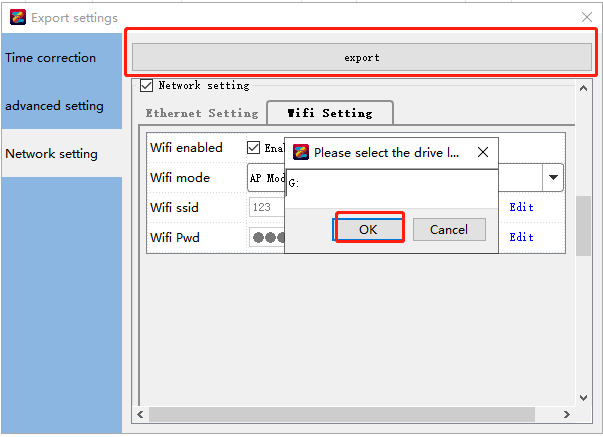 Export settings
Time correction
advanced setting
Network setting
export
Network setting
Ethernet Setting
Wifi Setting
Wifi enabled
Wifi mode
AP Mod
Wifi ssid
123
Edit
Wifi Pwd
Edit
Please select the drive l...
G:
OK
Cancel